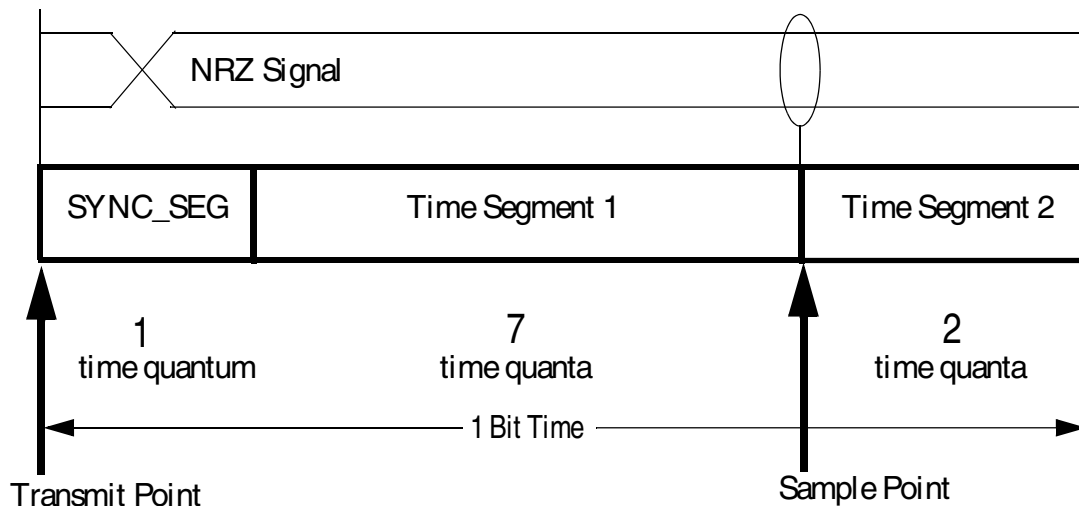 NRZ Signal
SYNC_SEG
Time Segment 1
Time Segment 2
1
time quantum
7
time quanta
2
time quanta
1 Bit Time
Transmit Point
Sample Point